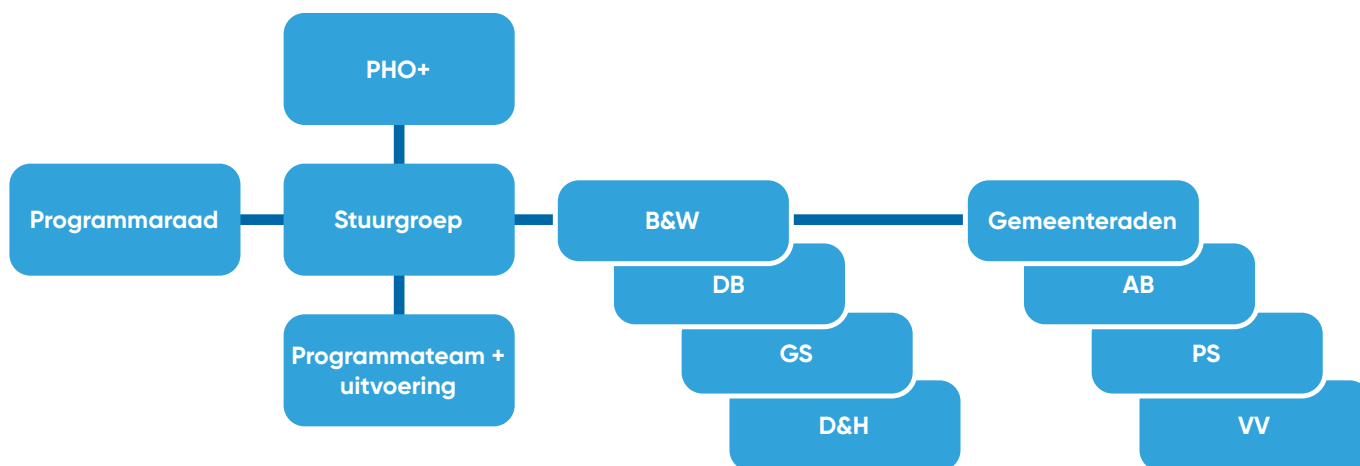 PHO+
Programmaraad
Stuurgroep
B&W
Gemeenteraden
DB
AB
GS
PS
D&H
VV
Programmateam +
uitvoering